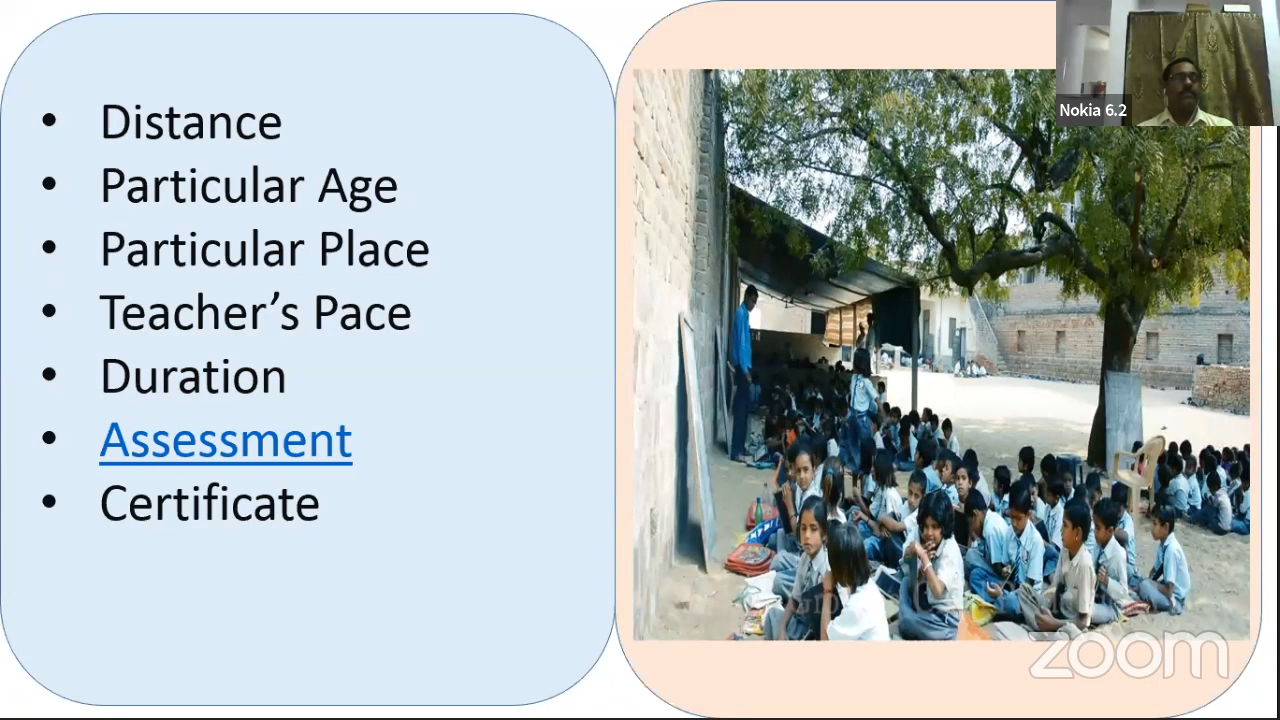 • Distance
• Particular Age
• Particular Place
• Teacher’s Pace
• Duration
• Assessment
• Certificate
Nokia 6.2
zoom